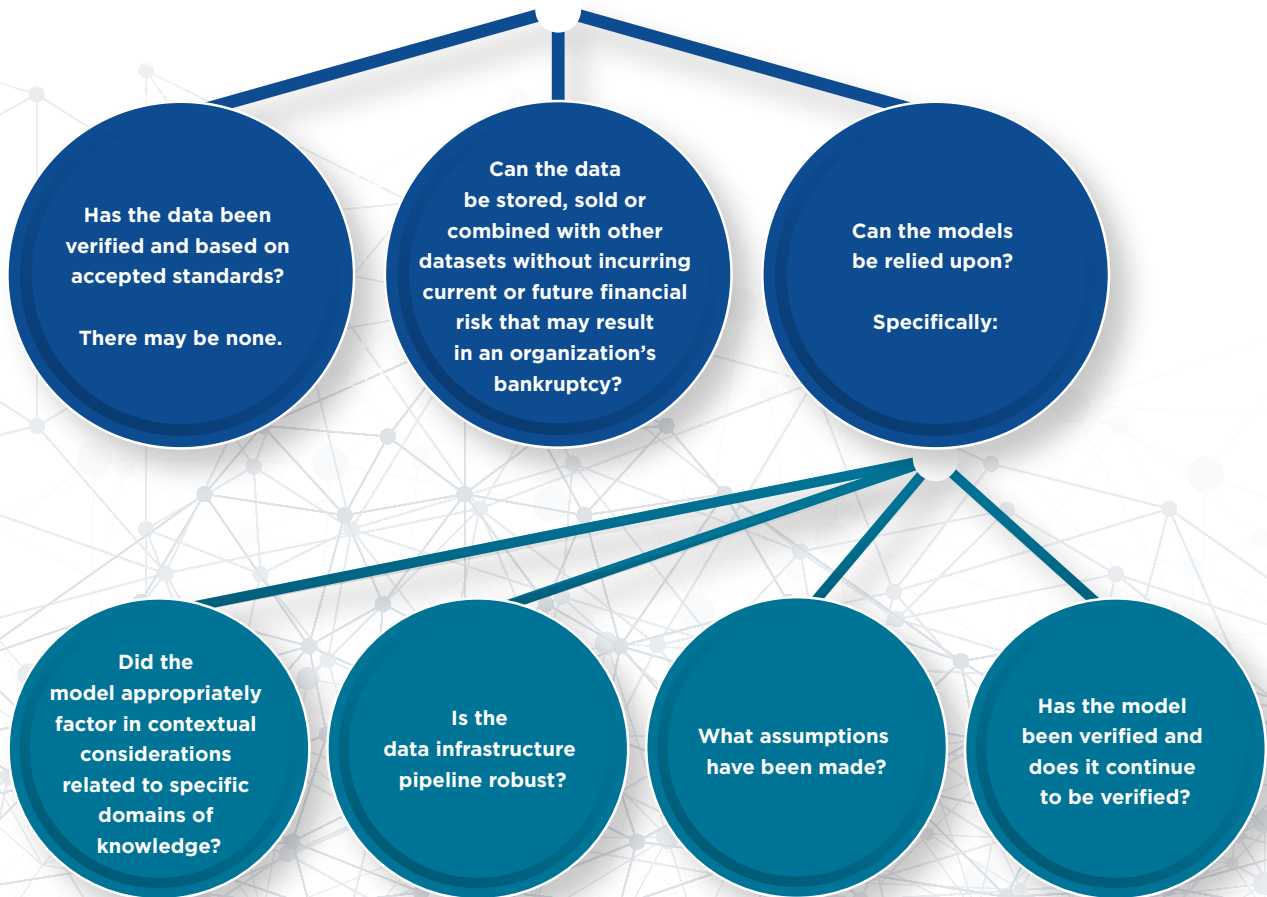 Has the data been
verified and based on
accepted standards?
There may be none.
Can the data
be stored, sold or
combined with other
datasets without incurring
current or future financial
risk that may result
in an organization’s
bankruptcy?
Can the models
be relied upon?
Specifically:
Did the
model appropriately
factor in contextual
considerations
related to specific
domains of
knowledge?
Is the
data infrastructure
pipeline robust?
What assumptions
have been made?
Has the model
been verified and
does it continue
to be verified?